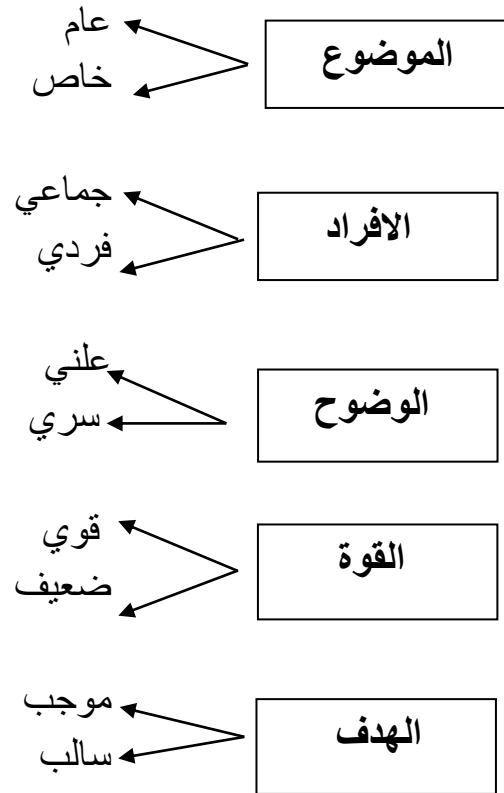 الموضوع
عام
خاص
الافراد
جماعي
فردي
الوضوح
علني
سري
القوة
قوي
ضعيف
الهدف
موجب
سالب